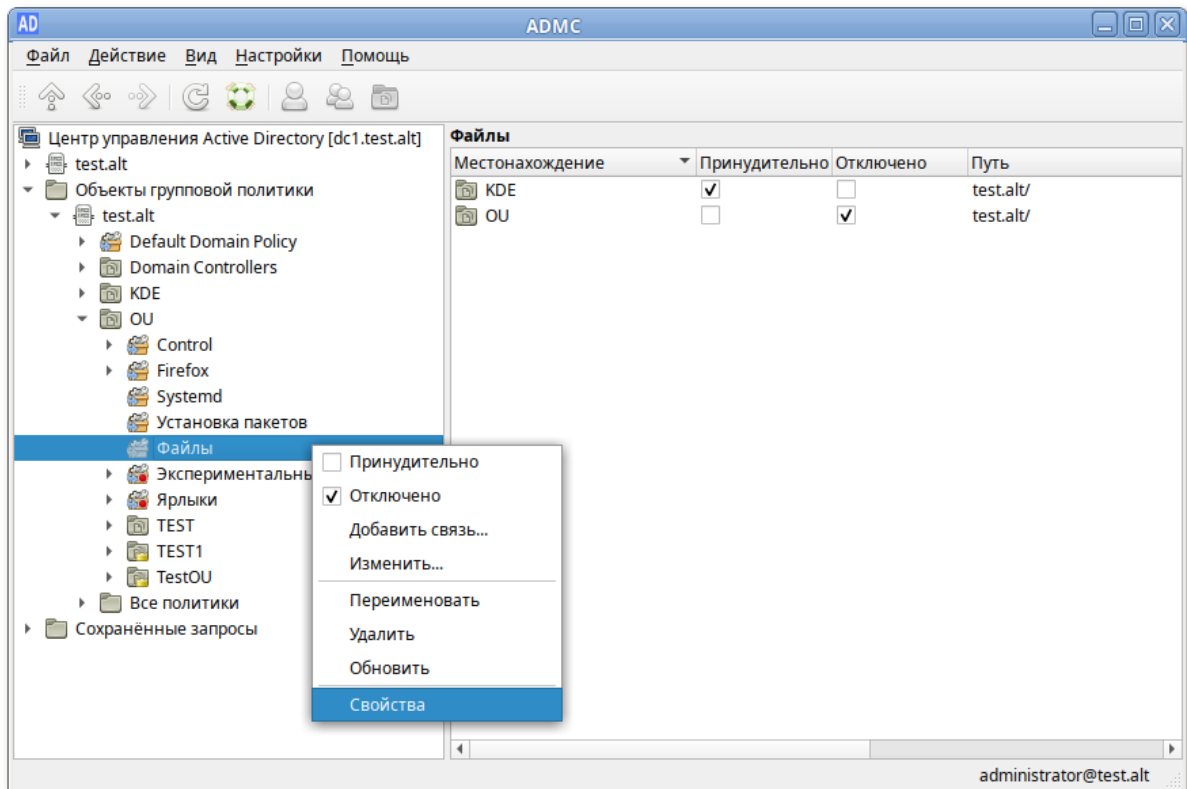 AD ADMC
Файл Действие Вид Настройки Помощь
Центр управления Active Directory [dc1.test.alt]
test.alt
Объекты групповой политики
test.alt
Default Domain Policy
Domain Controllers
KDE
OU
Control
Firefox
Systemd
Установка пакетов
Файлы
Экспериментальны
Ярлыки
TEST
TEST1
TestOU
Все политики
Сохранённые запросы
Файлы
Местонахождение Принудительно Отключено Путь
KDE test.alt/
OU test.alt/
Принудительно
Отключено
Добавить связь...
Изменить...
Переименовать
Удалить
Обновить
Свойства
administrator@test.alt